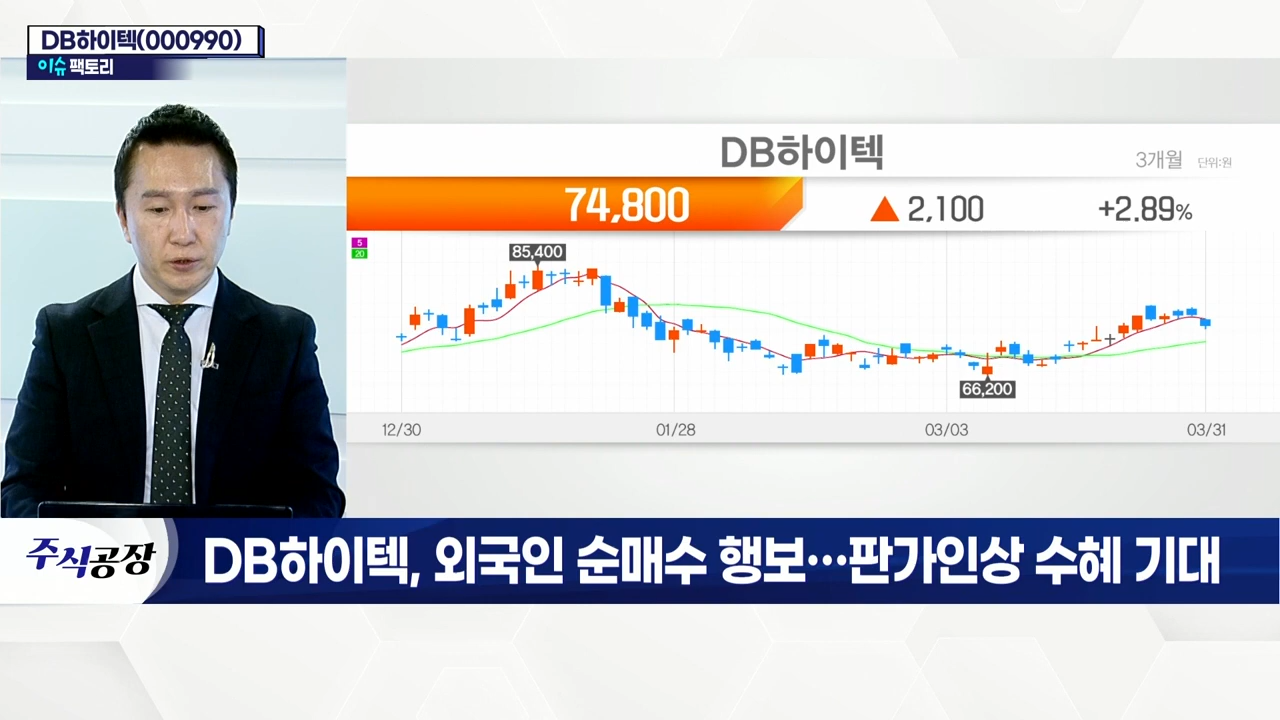 DB하이텍(000990)
이슈 팩토리
DB하이텍
3개월 단위:원
74,800 ▲ 2,100 +2.89%
5
20
85,400
66,200
12/30 01/28 03/03 03/31
주식공장
DB하이텍, 외국인 순매수 행보…판가인상 수혜 기대